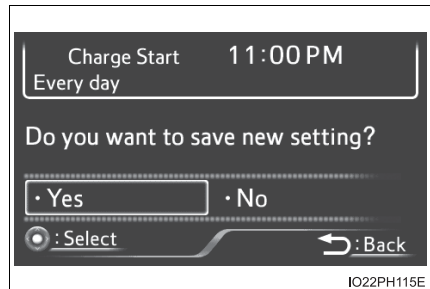 Charge Start 11:00 PM
Every day
Do you want to save new setting?
・Yes ・No
: Select :Back
IO22PH115E